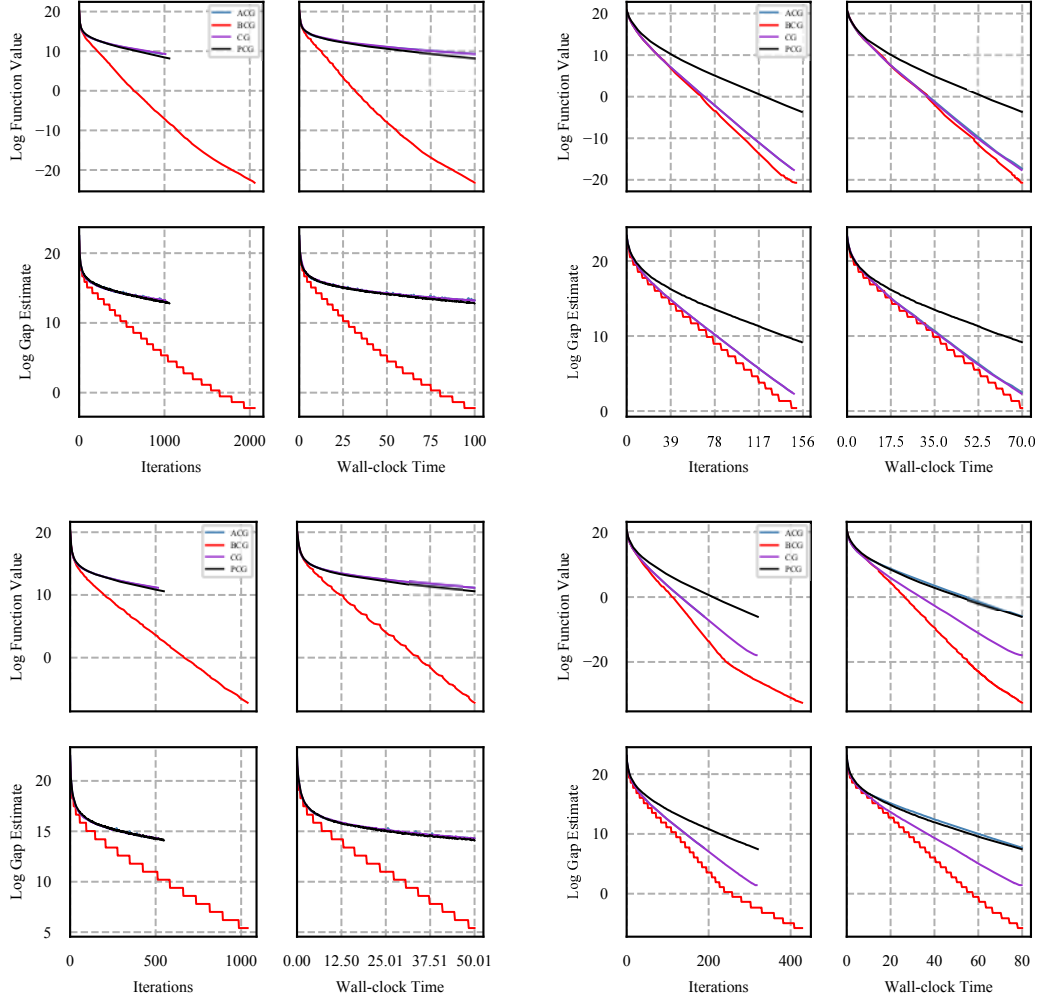 20
10
0
−10
−20
Log Function Value
ACG
BCG
CG
PCG
20
10
0
Log Gap Estimate
0
1000
2000
Iterations
0
25
50
75
100
Wall-clock Time
20
10
0
−10
−20
Log Function Value
ACG
BCG
CG
PCG
20
10
0
Log Gap Estimate
0
39
78
117
156
Iterations
0.0
17.5
35.0
52.5
70.0
Wall-clock Time
20
10
0
Log Function Value
ACG
BCG
CG
PCG
20
15
10
5
Log Gap Estimate
0
500
1000
Iterations
0.00
12.50
25.01
37.51
50.01
Wall-clock Time
20
0
−20
Log Function Value
ACG
BCG
CG
PCG
20
10
0
Log Gap Estimate
0
200
400
Iterations
0
20
40
60
80
Wall-clock Time